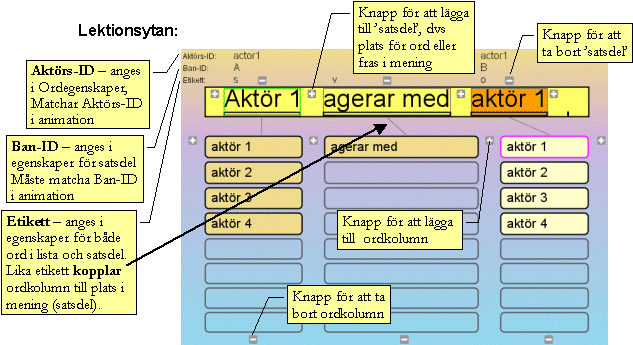 Lektionsytan:
Knapp för att lägga
till 'satsdel', dvs
plats för ord eller
fras i mening
Knapp för att
ta bort 'satsdel'
Aktörs-ID: actor1 actor1
Ban-ID: A B
Etikett: S V O
Aktörs-ID – anges
i Ordegenskaper,
Matchar Aktörs-ID
i animation
Aktör 1 agerar med aktör 1 .
Ban-ID – anges i
egenskaper för satsdel
Måste matcha Ban-ID
i animation
aktör 1 agerar med aktör 1
aktör 2 aktör 2
aktör 3 aktör 3
aktör 4 aktör 4
Etikett – anges i
egenskaper för både
ord i lista och satsdel.
Lika etikett kopplar
ordkolumn till plats i
mening (satsdel).
Knapp för att lägga
till ordkolumn
Knapp för att ta
bort ordkolumn